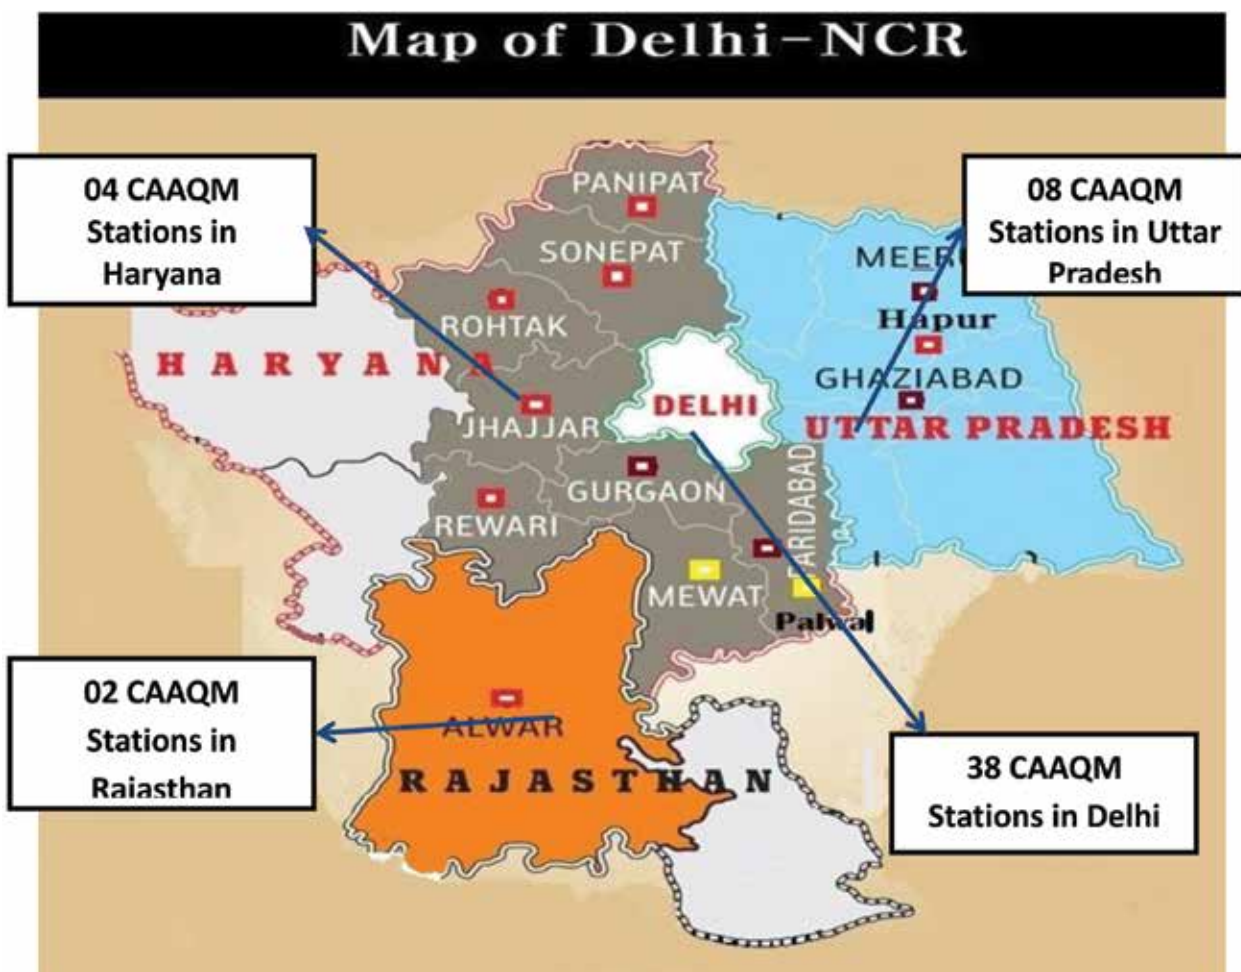 Map of Delhi-NCR
04 CAAQM
Stations in
Haryana
08 CAAQM
Stations in Uttar
Pradesh
PANIPAT
SONEPAT
MEERU
ROHTAK
Hapur
HARYANA
GHAZIABAD
DELHI
JHAJJAR
UTTAR PRADESH
GURGAON
FARIDABAD
REWARI
MEWAT
Palwal
02 CAAQM
Stations in
Rajasthan
ALWAR
RAJASTHAN
38 CAAQM
Stations in Delhi